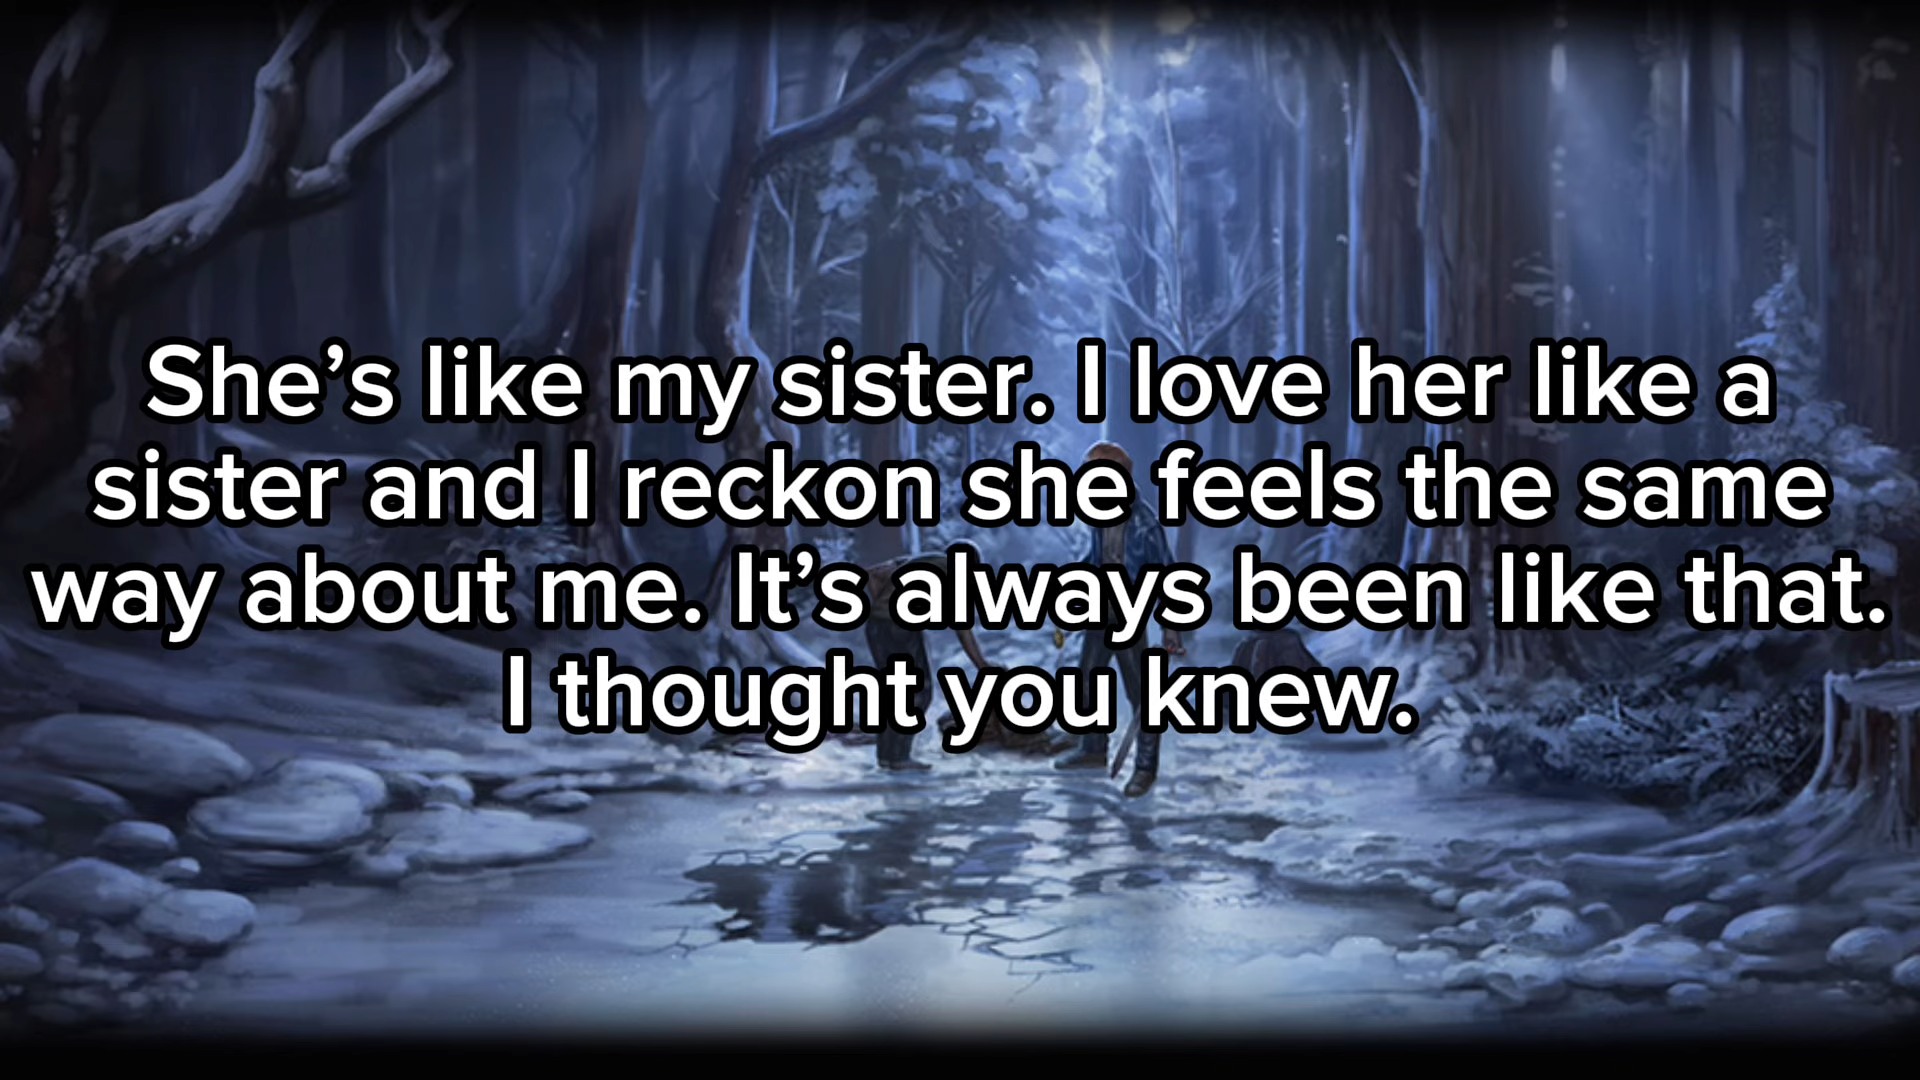 She’s like my sister. I love her like a
sister and I reckon she feels the same
way about me. It’s always been like that.
I thought you knew.